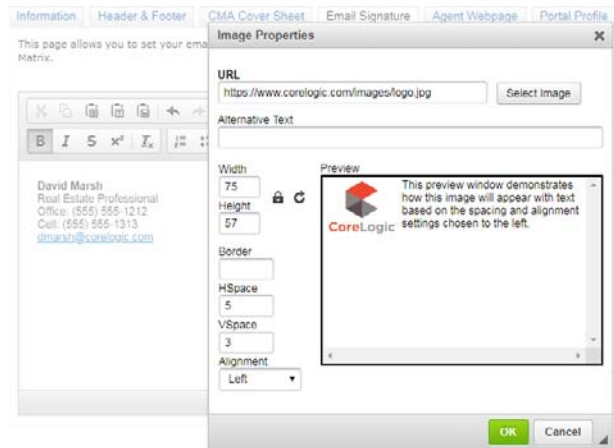 Information
Header & Footer
CMA Cover Sheet
Email Signature
Agent Webpage
Portal Profile
This page allows you to set your ema
Matrix.
B I S x² Tx
David Marsh
Real Estate Professional
Office: (555) 555-1212
Cell: (555) 555-1313
dmarsh@corelogic.com
Image Properties
URL
https://www.corelogic.com/images/logo.jpg
Select Image
Alternative Text
Width
75
Height
57
Border
HSpace
5
VSpace
3
Alignment
Left
Preview
CoreLogic
This preview window demonstrates
how this image will appear with text
based on the spacing and alignment
settings chosen to the left.
OK
Cancel